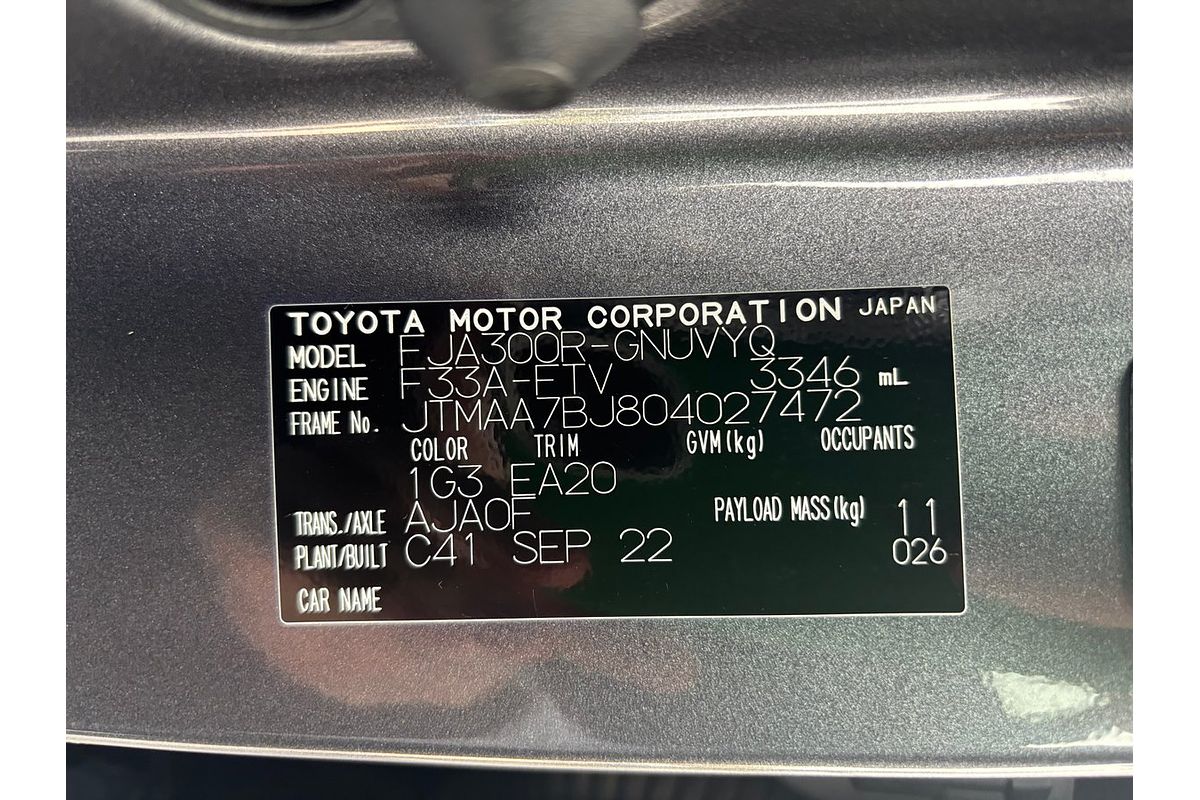 TOYOTA MOTOR CORPORATION JAPAN
MODEL FJA300R-GNUVYQ
ENGINE F33A-FTV 3346 mL
FRAME No. JTMAA7BJ804027472
COLOR TRIM GVM(kg) OCCUPANTS
1G3 EA20
TRANS./AXLE AJA0F PAYLOAD MASS(kg) 11
PLANT/BUILT C41 SEP 22 026
CAR NAME